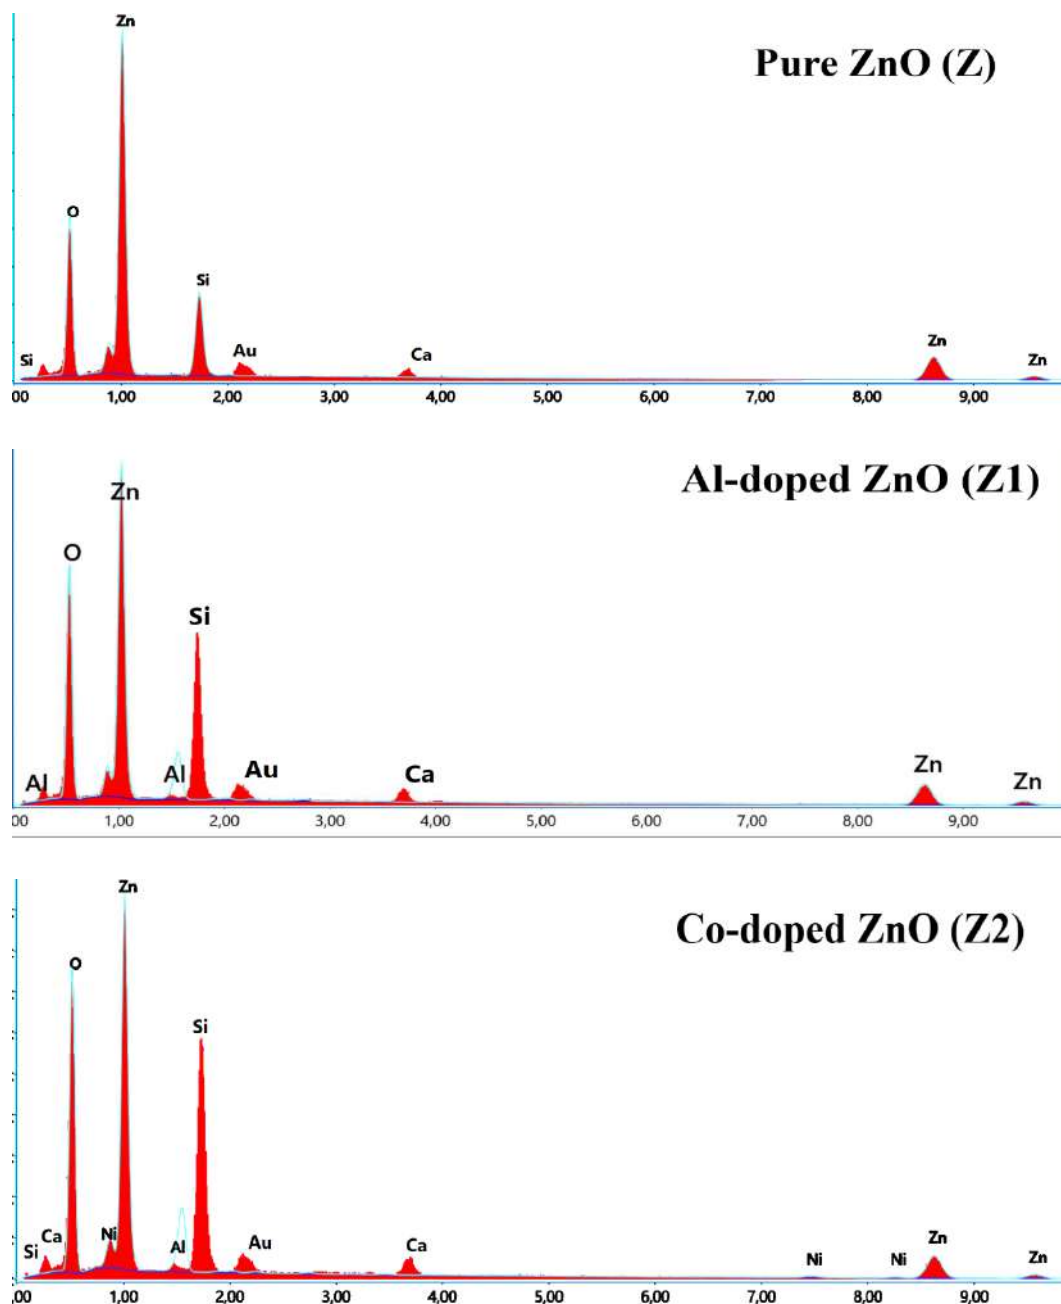 Zn
Pure ZnO (Z)
O
Si
Si
Au
Ca
Zn
Zn
00 1,00 2,00 3,00 4,00 5,00 6,00 7,00 8,00 9,00
Al-doped ZnO (Z1)
Zn
O
Si
Al
Al
Au
Ca
Zn
Zn
00 1,00 2,00 3,00 4,00 5,00 6,00 7,00 8,00 9,00
Zn
Co-doped ZnO (Z2)
O
Si
Si
Ca
Ni
Al
Au
Ca
Ni
Ni
Zn
Zn
,00 1,00 2,00 3,00 4,00 5,00 6,00 7,00 8,00 9,00